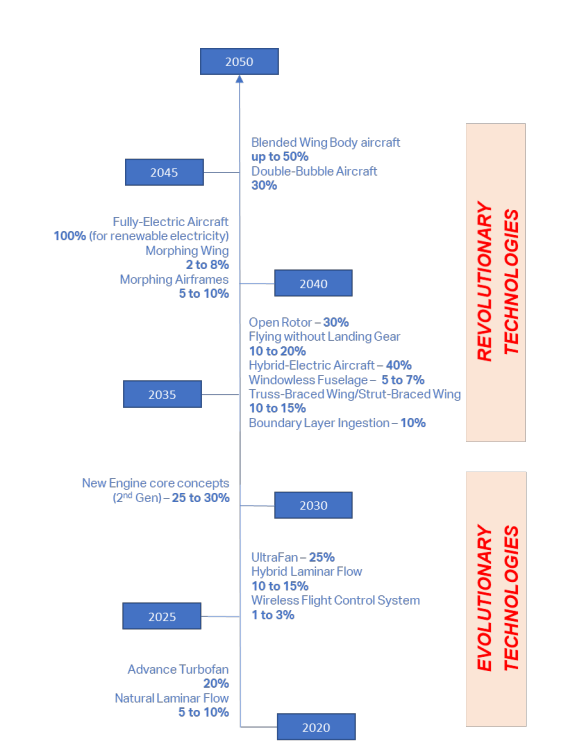 2050
Blended Wing Body aircraft
up to 50%
Double-Bubble Aircraft
30%
2045
Fully-Electric Aircraft
100% (for renewable electricity)
Morphing Wing
2 to 8%
Morphing Airframes
5 to 10%
2040
Open Rotor – 30%
Flying without Landing Gear
10 to 20%
Hybrid-Electric Aircraft – 40%
Windowless Fuselage – 5 to 7%
Truss-Braced Wing/Strut-Braced Wing
10 to 15%
Boundary Layer Ingestion – 10%
2035
REVOLUTIONARY
TECHNOLOGIES
New Engine core concepts
(2nd Gen) – 25 to 30%
2030
UltraFan – 25%
Hybrid Laminar Flow
10 to 15%
Wireless Flight Control System
1 to 3%
2025
Advance Turbofan
20%
Natural Laminar Flow
5 to 10%
2020
EVOLUTIONARY
TECHNOLOGIES